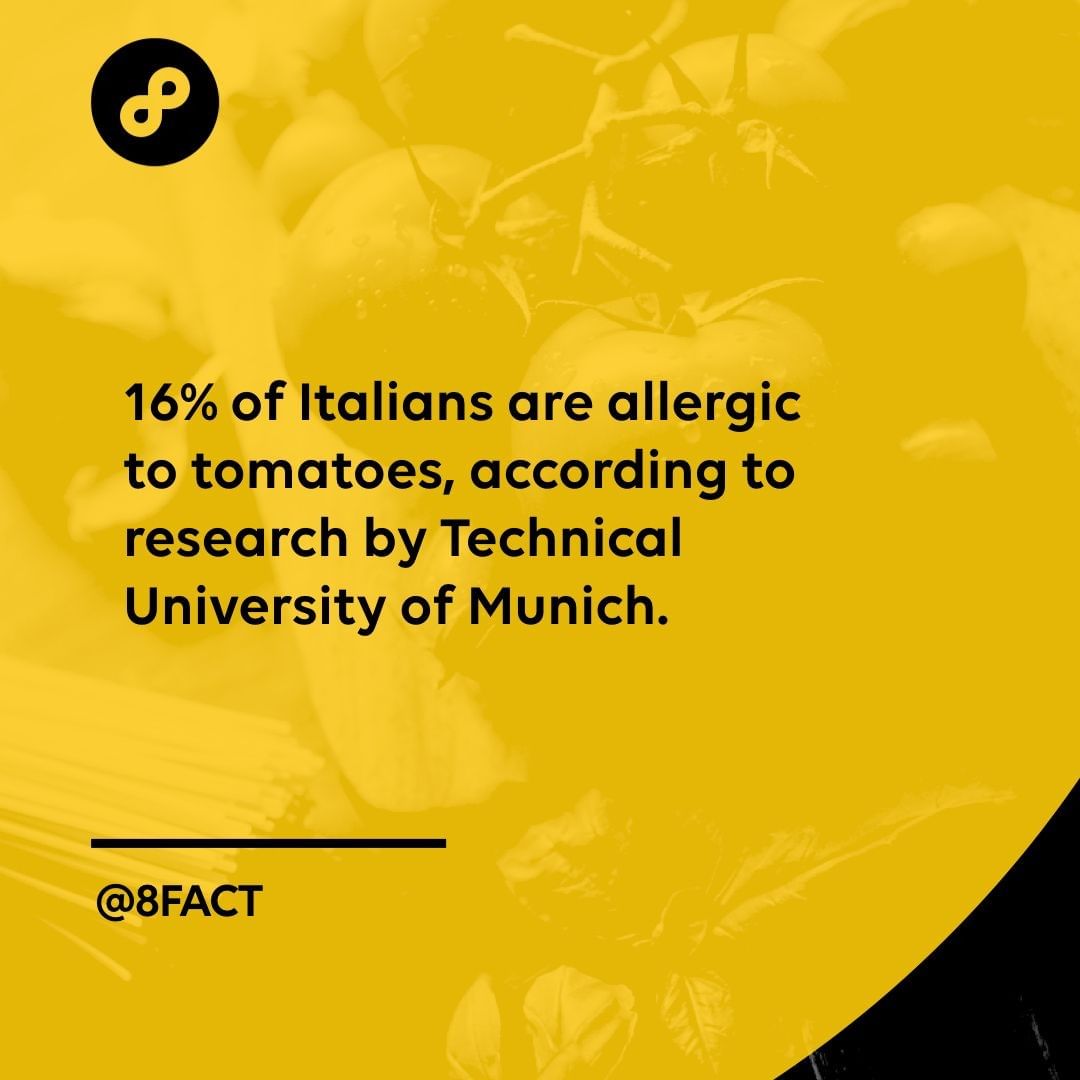 16% of Italians are allergic
to tomatoes, according to
research by Technical
University of Munich.
@8FACT